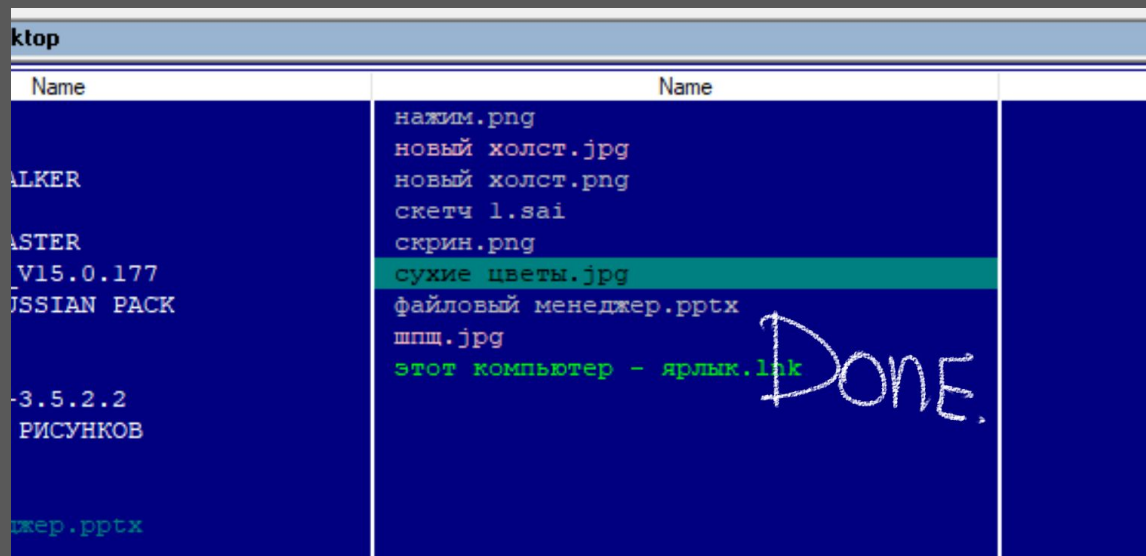 ktop
Name
ALKER
ASTER
_V15.0.177
USSIAN PACK
-3.5.2.2
РИСУНКОВ
джер.pptx
Name
нажим.png
новый холст.jpg
новый холст.png
скетч 1.sai
скрин.png
сухие цветы.jpg
файловый менеджер.pptx
шпщ.jpg
этот компьютер - ярлык.lnk
DONE.